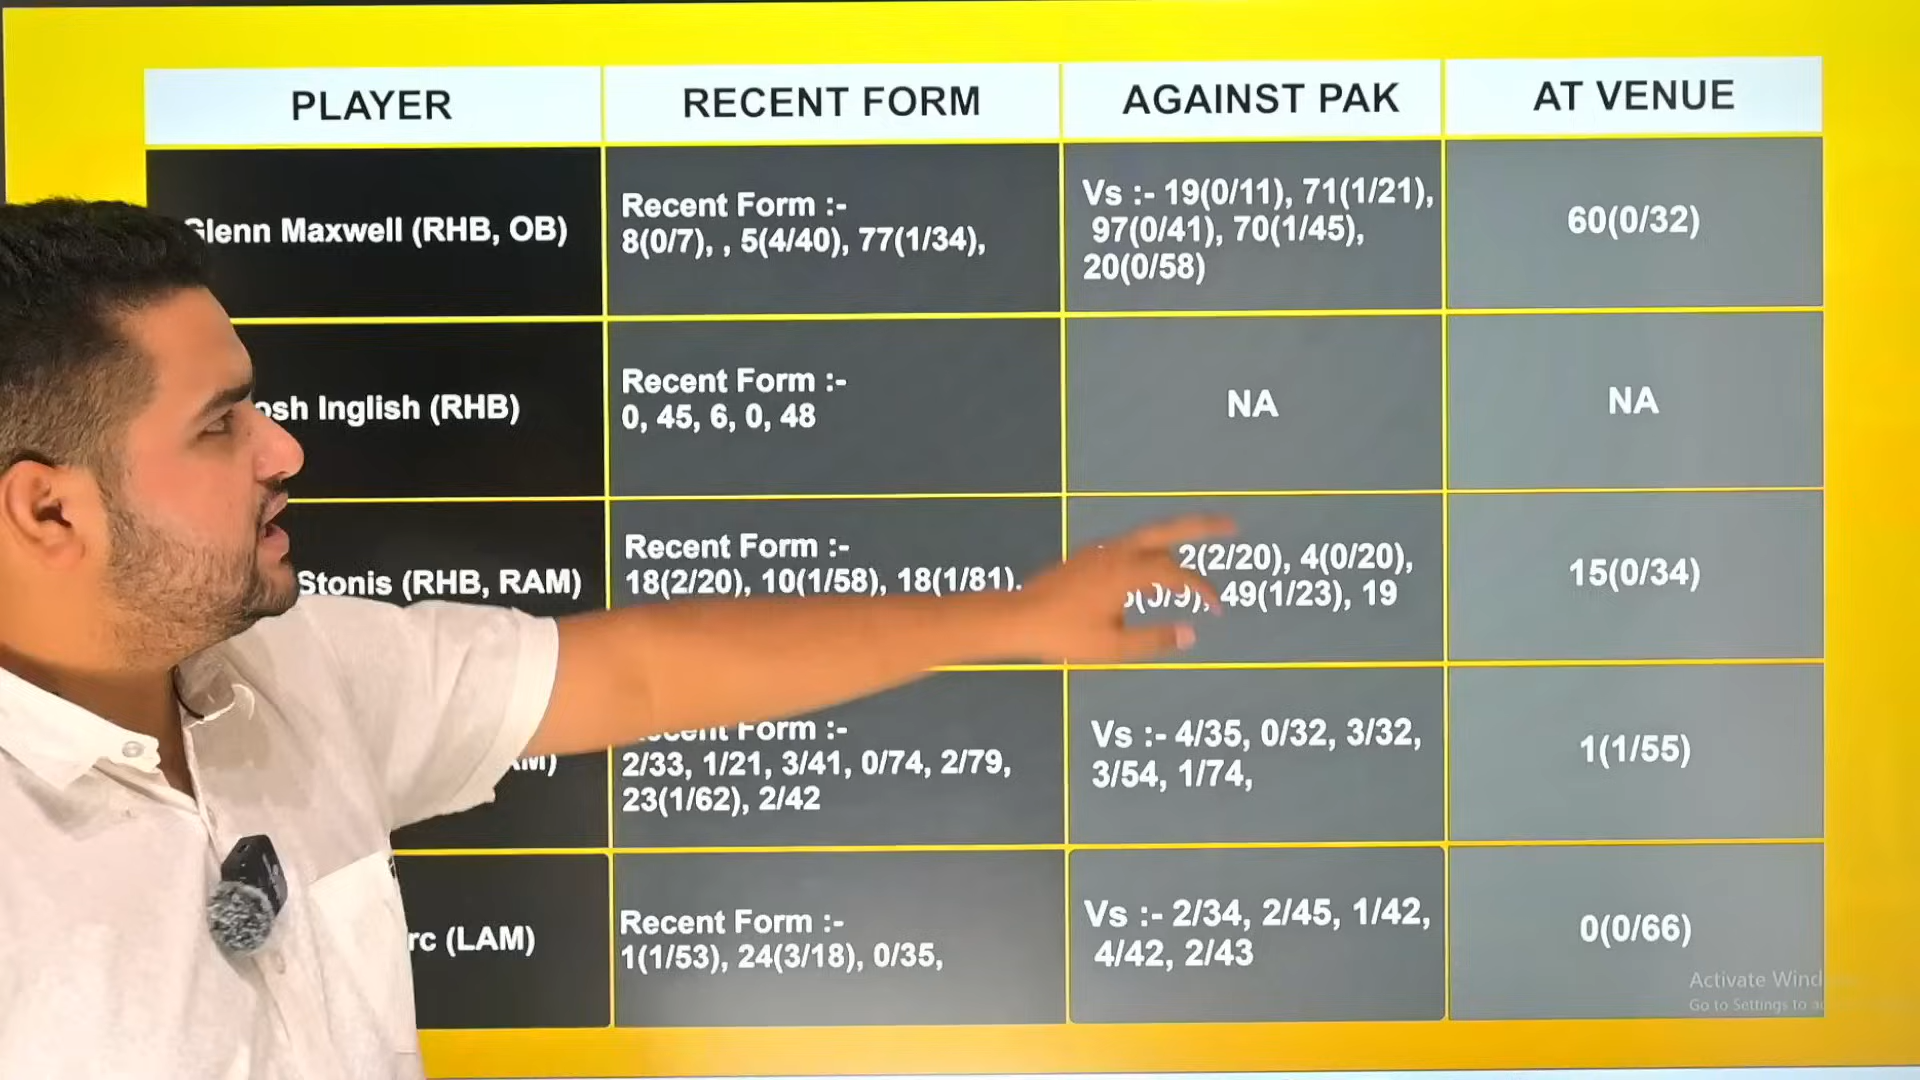 PLAYER
RECENT FORM
AGAINST PAK
AT VENUE
Glenn Maxwell (RHB, OB)
Recent Form :-
8(0/7), , 5(4/40), 77(1/34),
Vs :- 19(0/11), 71(1/21),
97(0/41), 70(1/45),
20(0/58)
60(0/32)
Inglish (RHB)
Recent Form :-
0, 45, 6, 0, 48
NA
NA
Stonis (RHB, RAM)
Recent Form :-
18(2/20), 10(1/58), 18(1/81).
2(2/20), 4(0/20),
49(1/23), 19
15(0/34)
Form :-
2/33, 1/21, 3/41, 0/74, 2/79,
23(1/62), 2/42
Vs :- 4/35, 0/32, 3/32,
3/54, 1/74,
1(1/55)
(LAM)
Recent Form :-
1(1/53), 24(3/18), 0/35,
Vs :- 2/34, 2/45, 1/42,
4/42, 2/43
0(0/66)
Activate
Go to Settings to